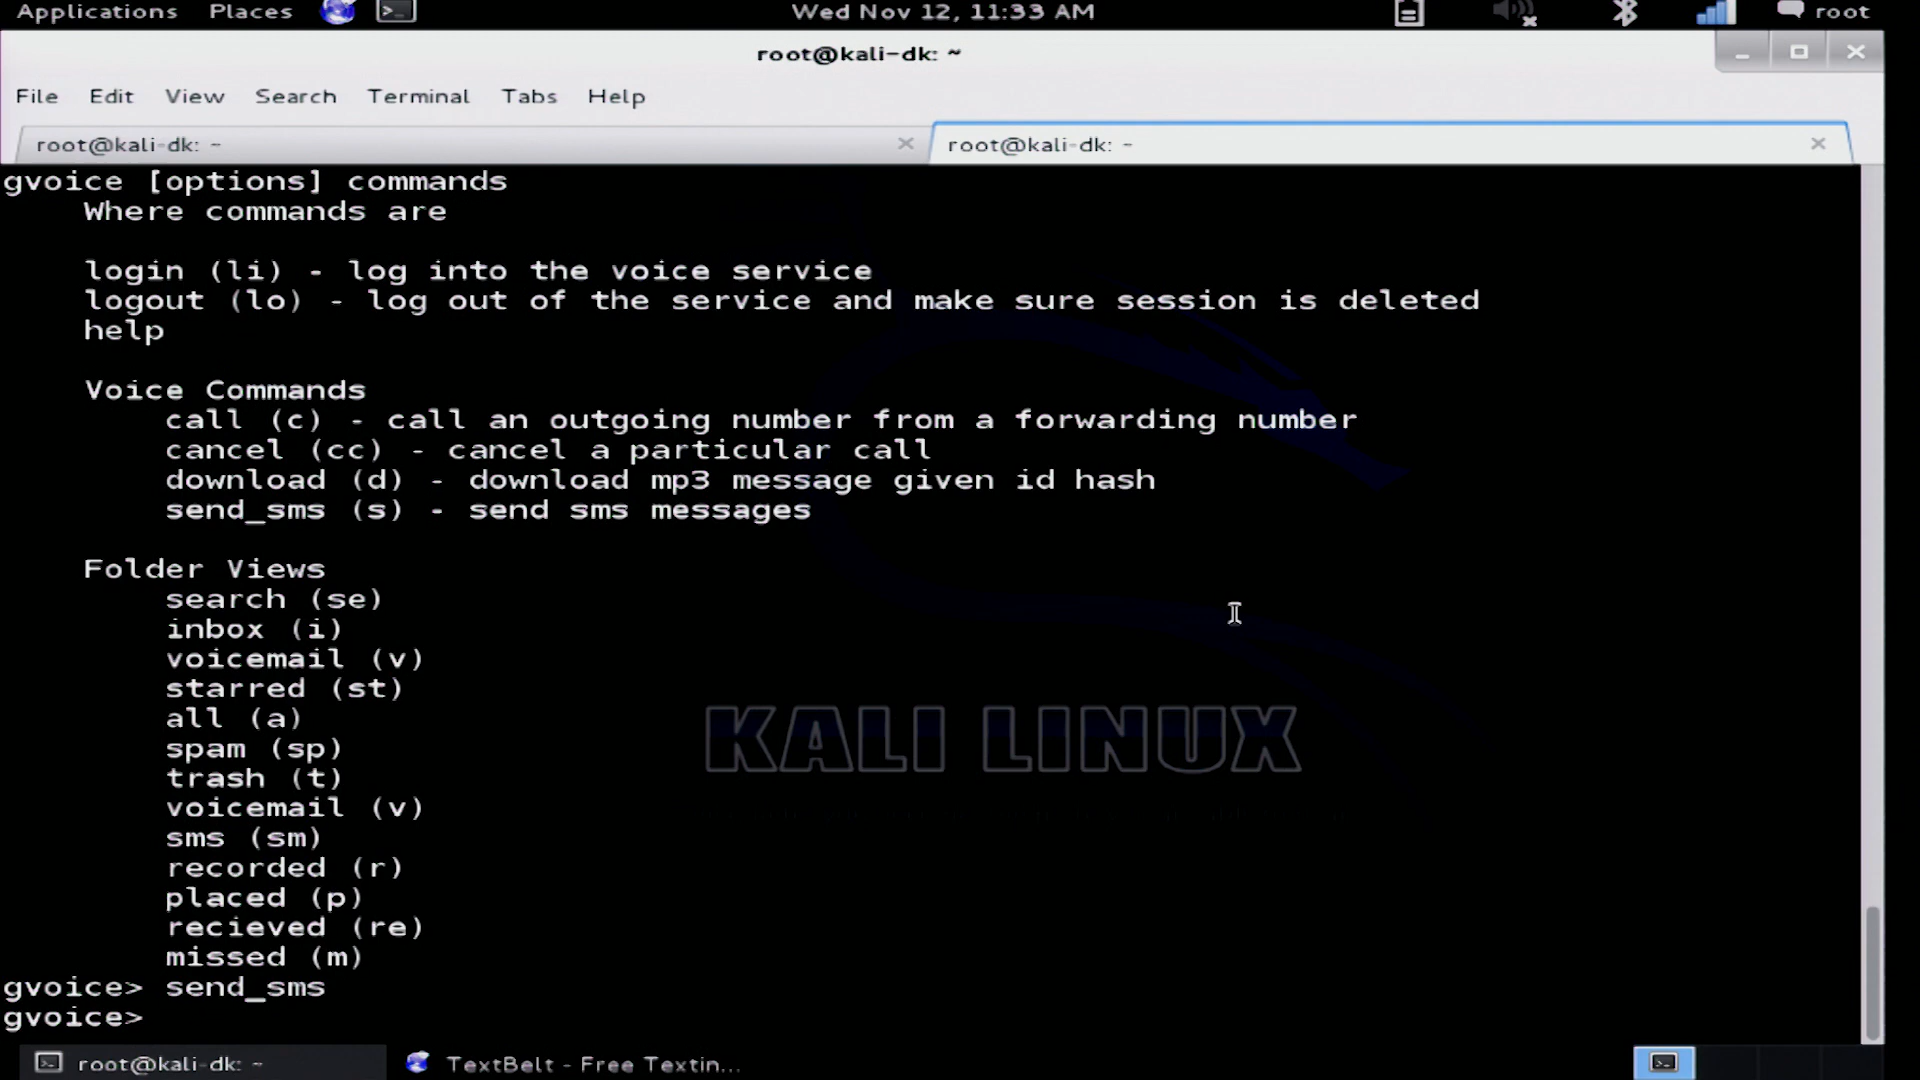 Applications Places Wed Nov 12, 11:33 AM root
root@kali-dk: ~
File Edit View Search Terminal Tabs Help
root@kali-dk: ~ root@kali-dk: ~
gvoice [options] commands
Where commands are
login (li) - log into the voice service
logout (lo) - log out of the service and make sure session is deleted
help
Voice Commands
call (c) - call an outgoing number from a forwarding number
cancel (cc) - cancel a particular call
download (d) - download mp3 message given id hash
send_sms (s) - send sms messages
Folder Views
search (se)
inbox (i)
voicemail (v)
starred (st)
all (a)
spam (sp)
trash (t)
voicemail (v)
sms (sm)
recorded (r)
placed (p)
recieved (re)
missed (m)
KALI LINUX
gvoice> send_sms
gvoice>
root@kali-dk: ~ TextBelt - Free Textin...